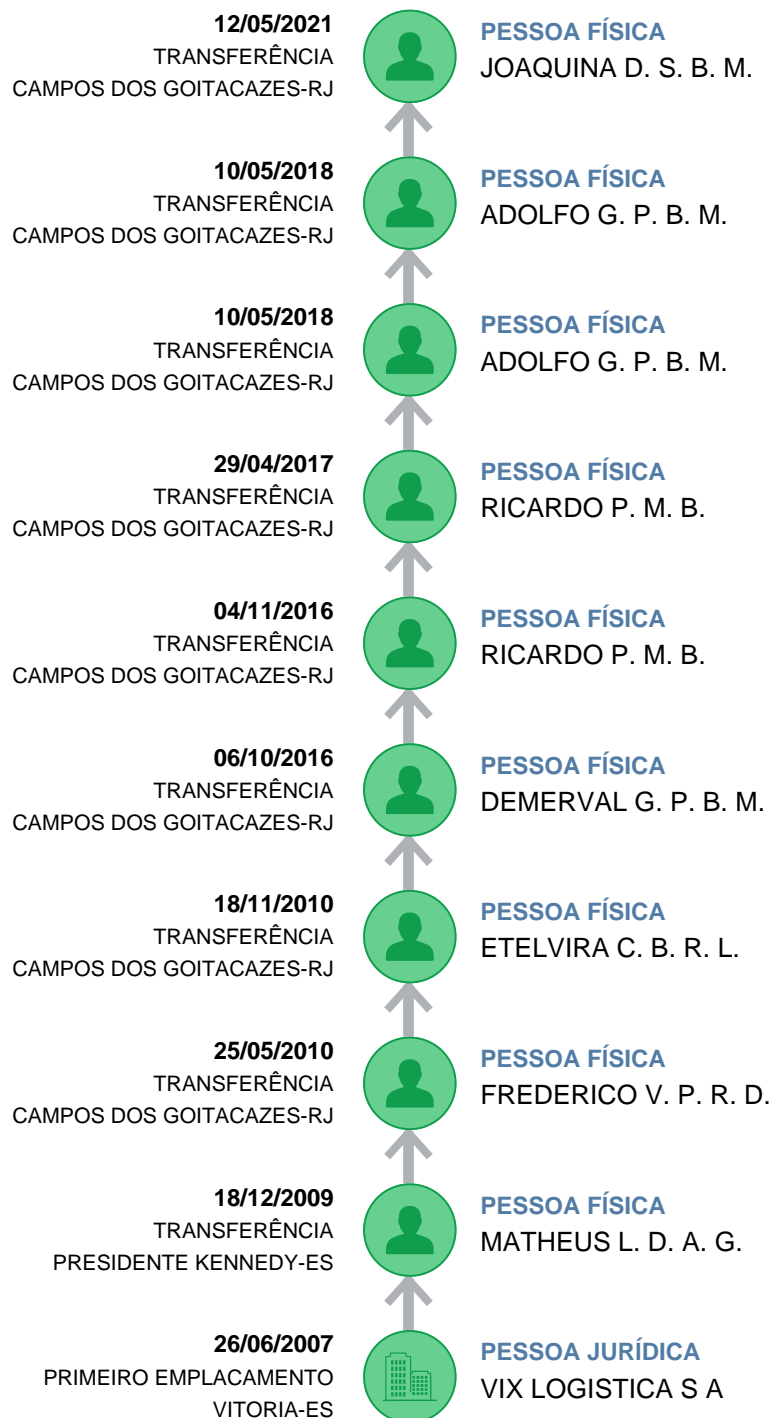 12/05/2021
TRANSFERÊNCIA
CAMPOS DOS GOITACAZES-RJ
PESSOA FÍSICA
JOAQUINA D. S. B. M.
10/05/2018
TRANSFERÊNCIA
CAMPOS DOS GOITACAZES-RJ
PESSOA FÍSICA
ADOLFO G. P. B. M.
10/05/2018
TRANSFERÊNCIA
CAMPOS DOS GOITACAZES-RJ
PESSOA FÍSICA
ADOLFO G. P. B. M.
29/04/2017
TRANSFERÊNCIA
CAMPOS DOS GOITACAZES-RJ
PESSOA FÍSICA
RICARDO P. M. B.
04/11/2016
TRANSFERÊNCIA
CAMPOS DOS GOITACAZES-RJ
PESSOA FÍSICA
RICARDO P. M. B.
06/10/2016
TRANSFERÊNCIA
CAMPOS DOS GOITACAZES-RJ
PESSOA FÍSICA
DEMERVAL G. P. B. M.
18/11/2010
TRANSFERÊNCIA
CAMPOS DOS GOITACAZES-RJ
PESSOA FÍSICA
ETELVIRA C. B. R. L.
25/05/2010
TRANSFERÊNCIA
CAMPOS DOS GOITACAZES-RJ
PESSOA FÍSICA
FREDERICO V. P. R. D.
18/12/2009
TRANSFERÊNCIA
PRESIDENTE KENNEDY-ES
PESSOA FÍSICA
MATHEUS L. D. A. G.
26/06/2007
PRIMEIRO EMPLACAMENTO
VITORIA-ES
PESSOA JURÍDICA
VIX LOGISTICA S A